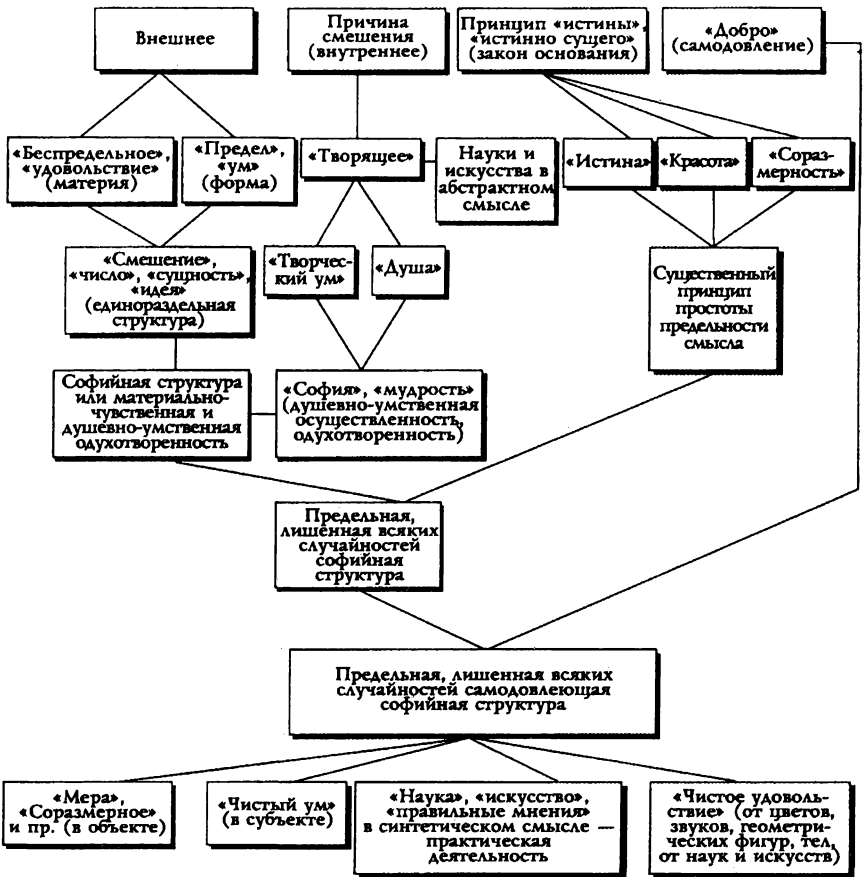 Внешнее
Причина
смешения
(внутреннее)
Принцип «истины»,
«истинно сущего»
(закон основания)
«Добро»
(самодовление)
«Беспредельное»,
«удовольствие»
(материя)
«Предел»,
«ум»
(форма)
«Творящее»
Науки и
искусства в
абстрактном
смысле
«Истина»
«Красота»
«Сораз-
мерность»
«Смешение»,
«число», «сущность»,
«идея»
(единораздельная
структура)
«Творчес-
кий ум»
«Душа»
Существенный
принцип
простоты
предельности
смысла
Софийная структура
или материально-
чувственная и
душевно-умственная
одухотворенность
«София», «мудрость»
(душевно-умственная
осуществленность,
одухотворенность)
Предельная,
лишенная всяких
случайностей
софийная
структура
Предельная, лишенная всяких
случайностей самодовлеющая
софийная структура
«Мера»,
«Соразмерное»
и пр. (в объекте)
«Чистый ум»
(в субъекте)
«Наука», «искусство»,
«правильные мнения»
в синтетическом смысле —
практическая
деятельность
«Чистое удоволь-
ствие» (от цветов,
звуков, геометри-
ческих фигур, тел,
от наук и искусств)